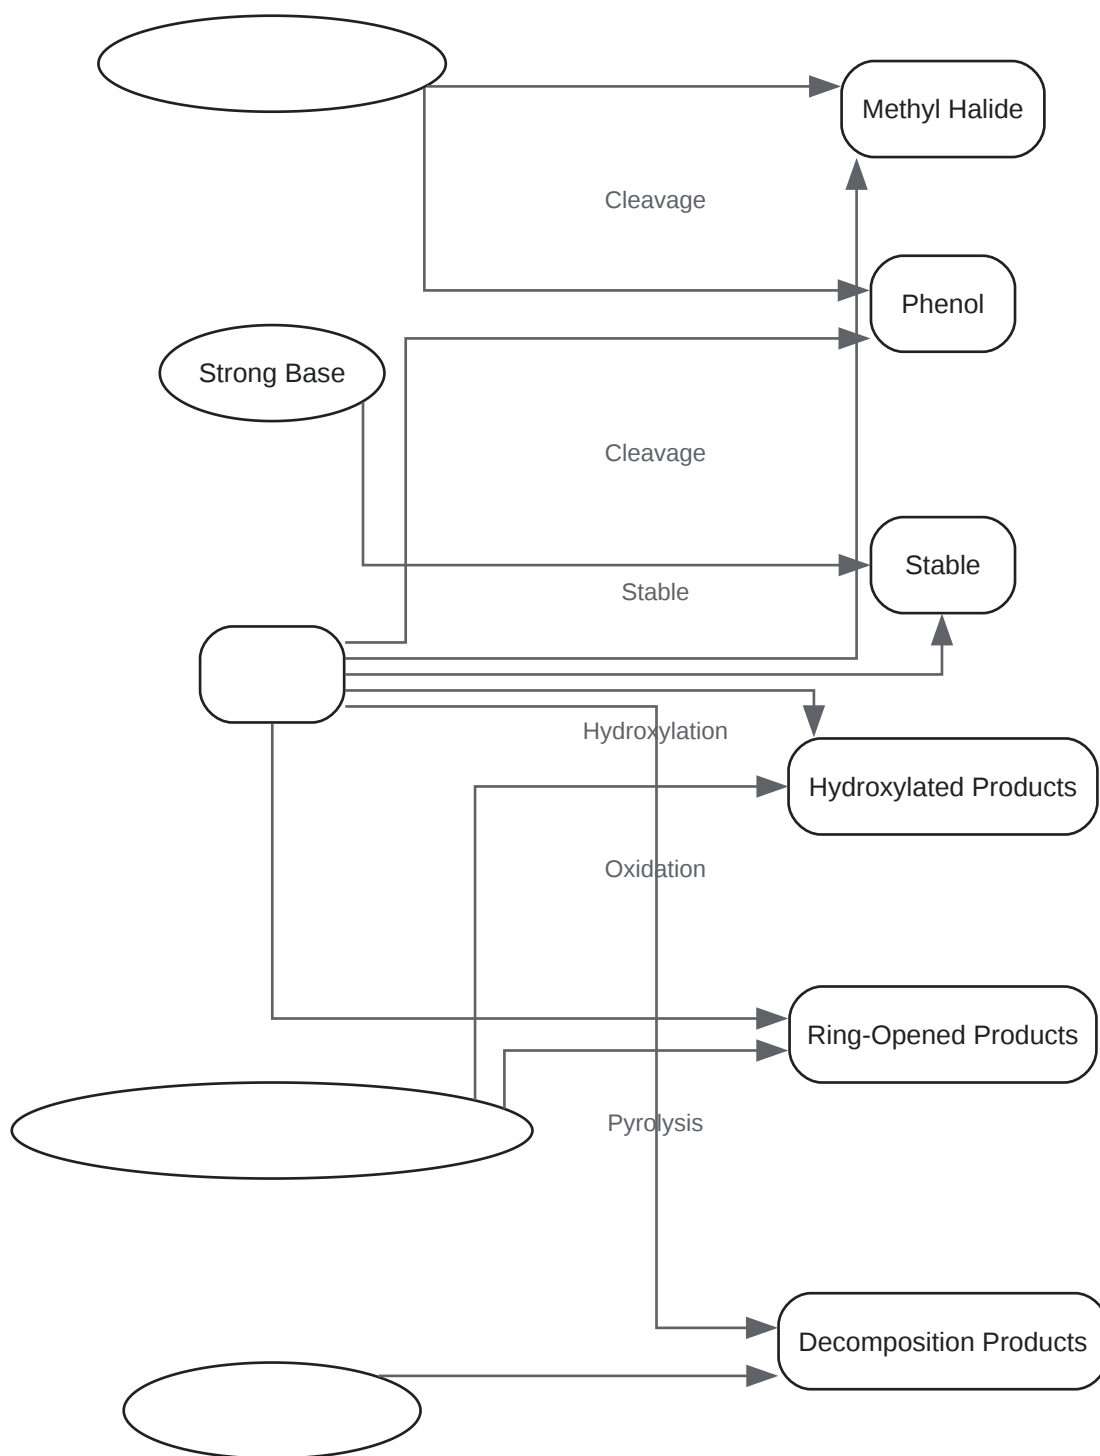 Methyl Halide
Cleavage
Phenol
Strong Base
Cleavage
Stable
Stable
Hydroxylation
Hydroxylated Products
Oxidation
Ring-Opened Products
Pyrolysis
Decomposition Products